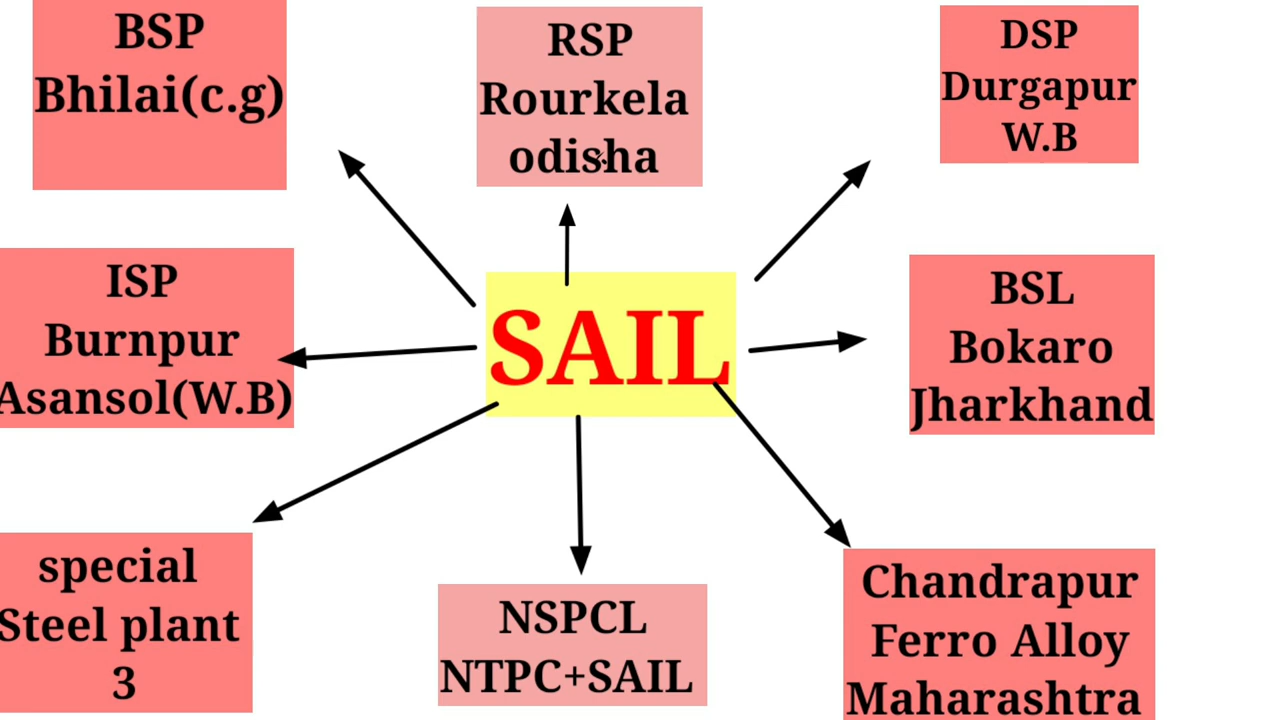 BSP
Bhilai(c.g)
RSP
Rourkela
odisha
DSP
Durgapur
W.B
ISP
Burnpur
Asansol(W.B)
SAIL
BSL
Bokaro
Jharkhand
special
Steel plant
3
NSPCL
NTPC+SAIL
Chandrapur
Ferro Alloy
Maharashtra